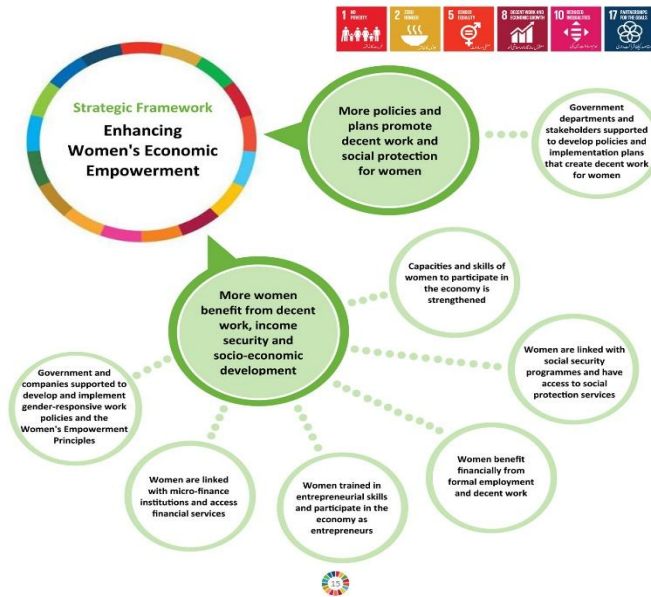 1 NO POVERTY
2 ZERO HUNGER
5 GENDER EQUALITY
8 DECENT WORK AND ECONOMIC GROWTH
10 REDUCED INEQUALITIES
17 PARTNERSHIPS FOR THE GOALS
Strategic Framework
Enhancing
Women's Economic
Empowerment
More policies and
plans promote
decent work and
social protection
for women
Government
departments and
stakeholders supported
to develop policies and
implementation plans
that create decent work
for women
More women
benefit from decent
work, income
security and
socio-economic
development
Capacities and skills of
women to participate in
the economy is
strengthened
Women are linked with
social security
programmes and have
access to social
protection services
Government and
companies supported to
develop and implement
gender-responsive work
policies and the
Women's Empowerment
Principles
Women are linked
with micro-finance
institutions and access
financial services
Women trained in
entrepreneurial skills
and participate in the
economy as
entrepreneurs
Women benefit
financially from
formal employment
and decent work
15